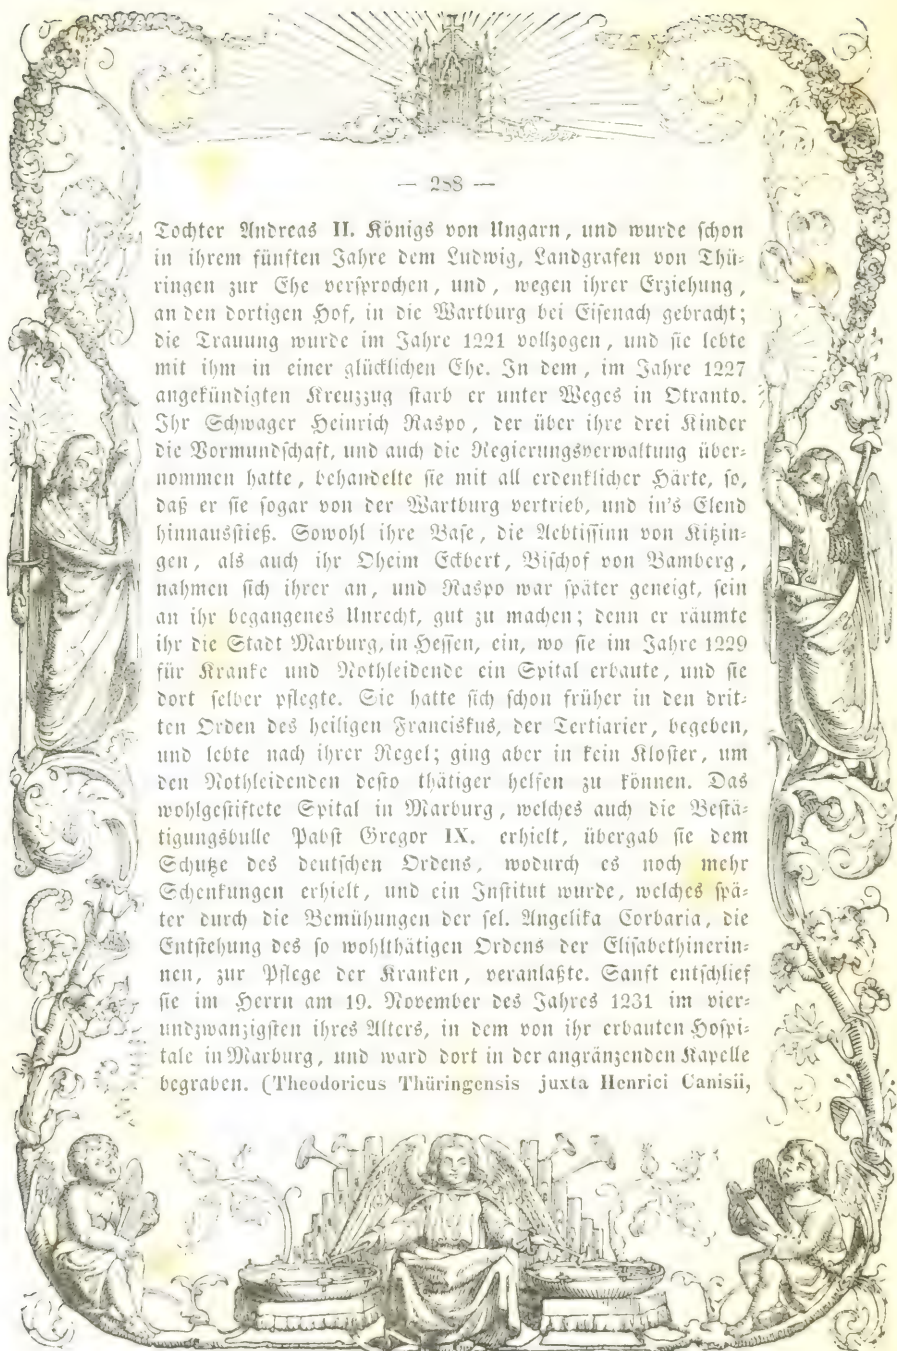 — 288 —
Tochter Andreas II. Königs von Ungarn, und wurde schon
in ihrem fünften Jahre dem Ludwig, Landgrafen von Thü-
ringen zur Ehe versprochen, und, wegen ihrer Erziehung,
an den dortigen Hof, in die Wartburg bei Eisenach gebracht;
die Trauung wurde im Jahre 1221 vollzogen, und sie lebte
mit ihm in einer glücklichen Ehe. In dem, im Jahre 1227
angekündigten Kreuzzug starb er unter Weges in Otranto.
Ihr Schwager Heinrich Raspo, der über ihre drei Kinder
die Vormundschaft, und auch die Regierungsverwaltung über-
nommen hatte, behandelte sie mit all erdenklicher Härte, so,
daß er sie sogar von der Wartburg vertrieb, und in's Elend
hinnausstieß. Sowohl ihre Base, die Aebtissinn von Kitzin-
gen, als auch ihr Oheim Eckbert, Bischof von Bamberg,
nahmen sich ihrer an, und Raspo war später geneigt, sein
an ihr begangenes Unrecht, gut zu machen; denn er räumte
ihr die Stadt Marburg, in Hessen, ein, wo sie im Jahre 1229
für Kranke und Nothleidende ein Spital erbaute, und sie
dort selber pflegte. Sie hatte sich schon früher in den drit-
ten Orden des heiligen Franciskus, der Tertiarier, begeben,
und lebte nach ihrer Regel; ging aber in kein Kloster, um
den Nothleidenden desto thätiger helfen zu können. Das
wohlgestiftete Spital in Marburg, welches auch die Bestä-
tigungsbulle Pabst Gregor IX. erhielt, übergab sie dem
Schutze des deutschen Ordens, wodurch es noch mehr
Schenkungen erhielt, und ein Institut wurde, welches spä-
ter durch die Bemühungen der sel. Angelika Corbaria, die
Entstehung des so wohlthätigen Ordens der Elisabethinerin-
nen, zur Pflege der Kranken, veranlaßte. Sanft entschlief
sie im Herrn am 19. November des Jahres 1231 im vier-
undzwanzigsten ihres Alters, in dem von ihr erbauten Hospi-
tale in Marburg, und ward dort in der angränzenden Kapelle
begraben. (Theodoricus Thüringensis juxta Henrici Canisii,